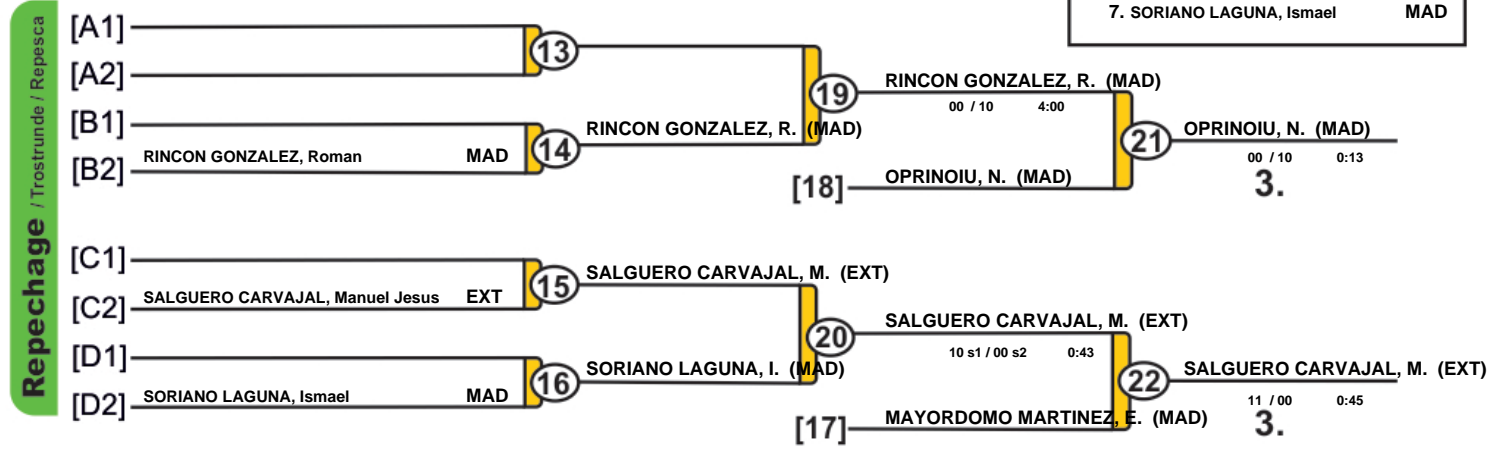 7. SORIANO LAGUNA, Ismael MAD
Repechage / Trostrunde / Repesca
[A1]
13
[A2]
19
RINCON GONZALEZ, R. (MAD)
00 / 10 4:00
[B1]
RINCON GONZALEZ, R. (MAD)
14
[B2] RINCON GONZALEZ, Roman MAD
21
OPRINOIU, N. (MAD)
00 / 10 0:13
3.
[18] OPRINOIU, N. (MAD)
[C1]
15
SALGUERO CARVAJAL, M. (EXT)
[C2] SALGUERO CARVAJAL, Manuel Jesus EXT
20
SALGUERO CARVAJAL, M. (EXT)
10 s1 / 00 s2 0:43
[D1]
16
SORIANO LAGUNA, I. (MAD)
[D2] SORIANO LAGUNA, Ismael MAD
22
SALGUERO CARVAJAL, M. (EXT)
11 / 00 0:45
3.
[17] MAYORDOMO MARTINEZ, E. (MAD)